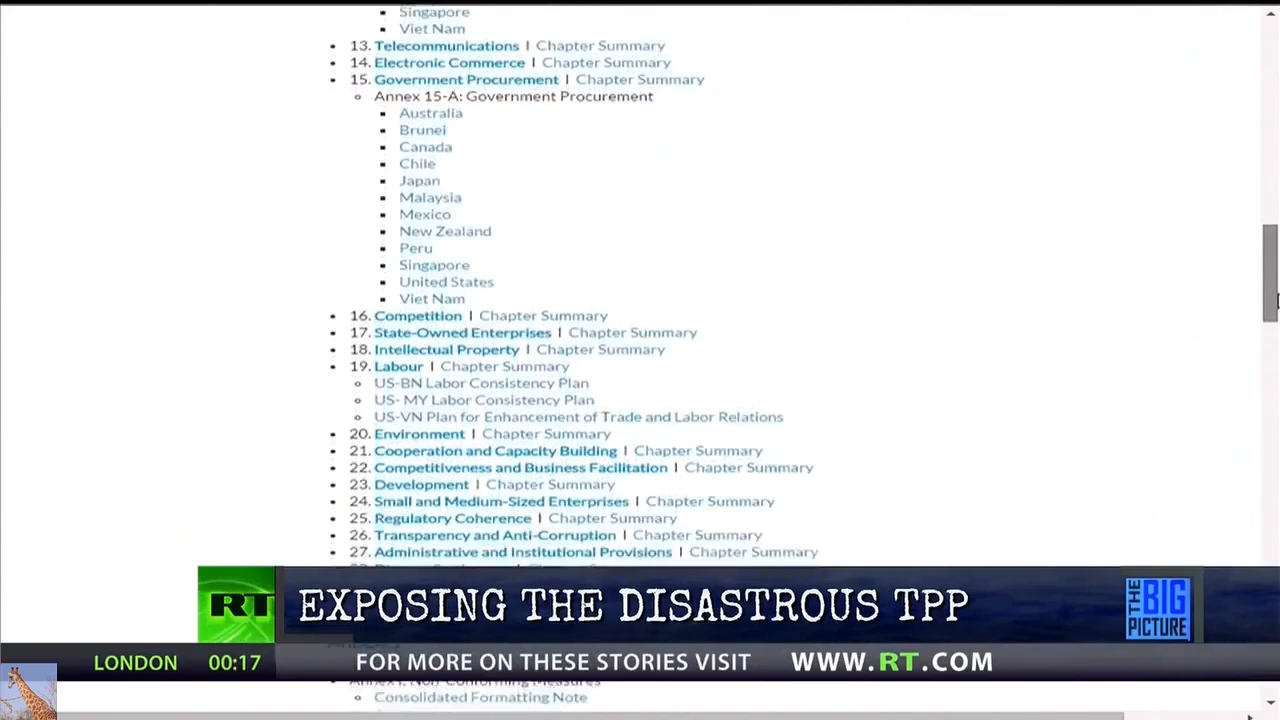 Singapore
Viet Nam
13. Telecommunications | Chapter Summary
14. Electronic Commerce | Chapter Summary
15. Government Procurement | Chapter Summary
Annex 15-A: Government Procurement
Australia
Brunei
Canada
Chile
Japan
Malaysia
Mexico
New Zealand
Peru
Singapore
United States
Viet Nam
16. Competition | Chapter Summary
17. State-Owned Enterprises | Chapter Summary
18. Intellectual Property | Chapter Summary
19. Labour | Chapter Summary
US-BN Labor Consistency Plan
US- MY Labor Consistency Plan
US-VN Plan for Enhancement of Trade and Labor Relations
20. Environment | Chapter Summary
21. Cooperation and Capacity Building | Chapter Summary
22. Competitiveness and Business Facilitation | Chapter Summary
23. Development | Chapter Summary
24. Small and Medium-Sized Enterprises | Chapter Summary
25. Regulatory Coherence | Chapter Summary
26. Transparency and Anti-Corruption | Chapter Summary
27. Administrative and Institutional Provisions | Chapter Summary
RT EXPOSING THE DISASTROUS TPP THE BIG PICTURE
LONDON 00:17 FOR MORE ON THESE STORIES VISIT WWW.RT.COM
Consolidated Formatting Note